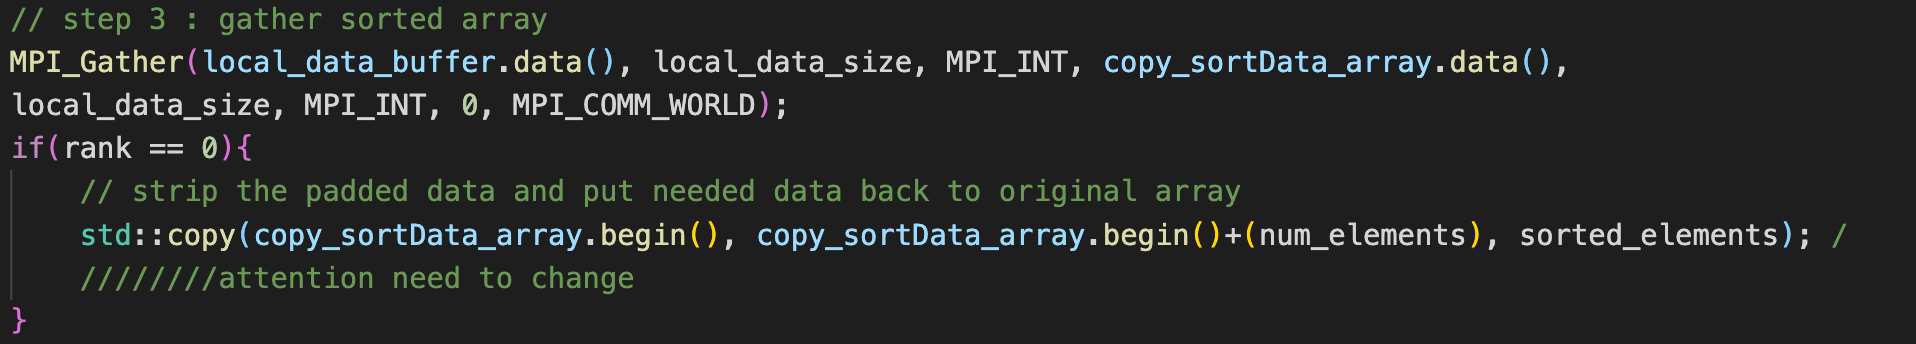 // step 3 : gather sorted array
MPI_Gather(local_data_buffer.data(), local_data_size, MPI_INT, copy_sortData_array.data(),
local_data_size, MPI_INT, 0, MPI_COMM_WORLD);
if(rank == 0){
    // strip the padded data and put needed data back to original array
    std::copy(copy_sortData_array.begin(), copy_sortData_array.begin()+(num_elements), sorted_elements); /
    ////////attention need to change
}